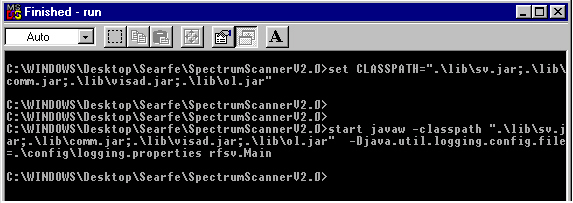 Finished - run
Auto
A
C:\WINDOWS\Desktop\Searfe\SpectrumScannerV2.0>set CLASSPATH=".\lib\sv.jar;.\lib\
comm.jar;.\lib\visad.jar;.\lib\ol.jar"
C:\WINDOWS\Desktop\Searfe\SpectrumScannerV2.0>
C:\WINDOWS\Desktop\Searfe\SpectrumScannerV2.0>
C:\WINDOWS\Desktop\Searfe\SpectrumScannerV2.0>start javaw -classpath ".\lib\sv.j
ar;.\lib\comm.jar;.\lib\visad.jar;.\lib\ol.jar"  -Djava.util.logging.config.file
=.\config\logging.properties rfsv.Main
C:\WINDOWS\Desktop\Searfe\SpectrumScannerV2.0>